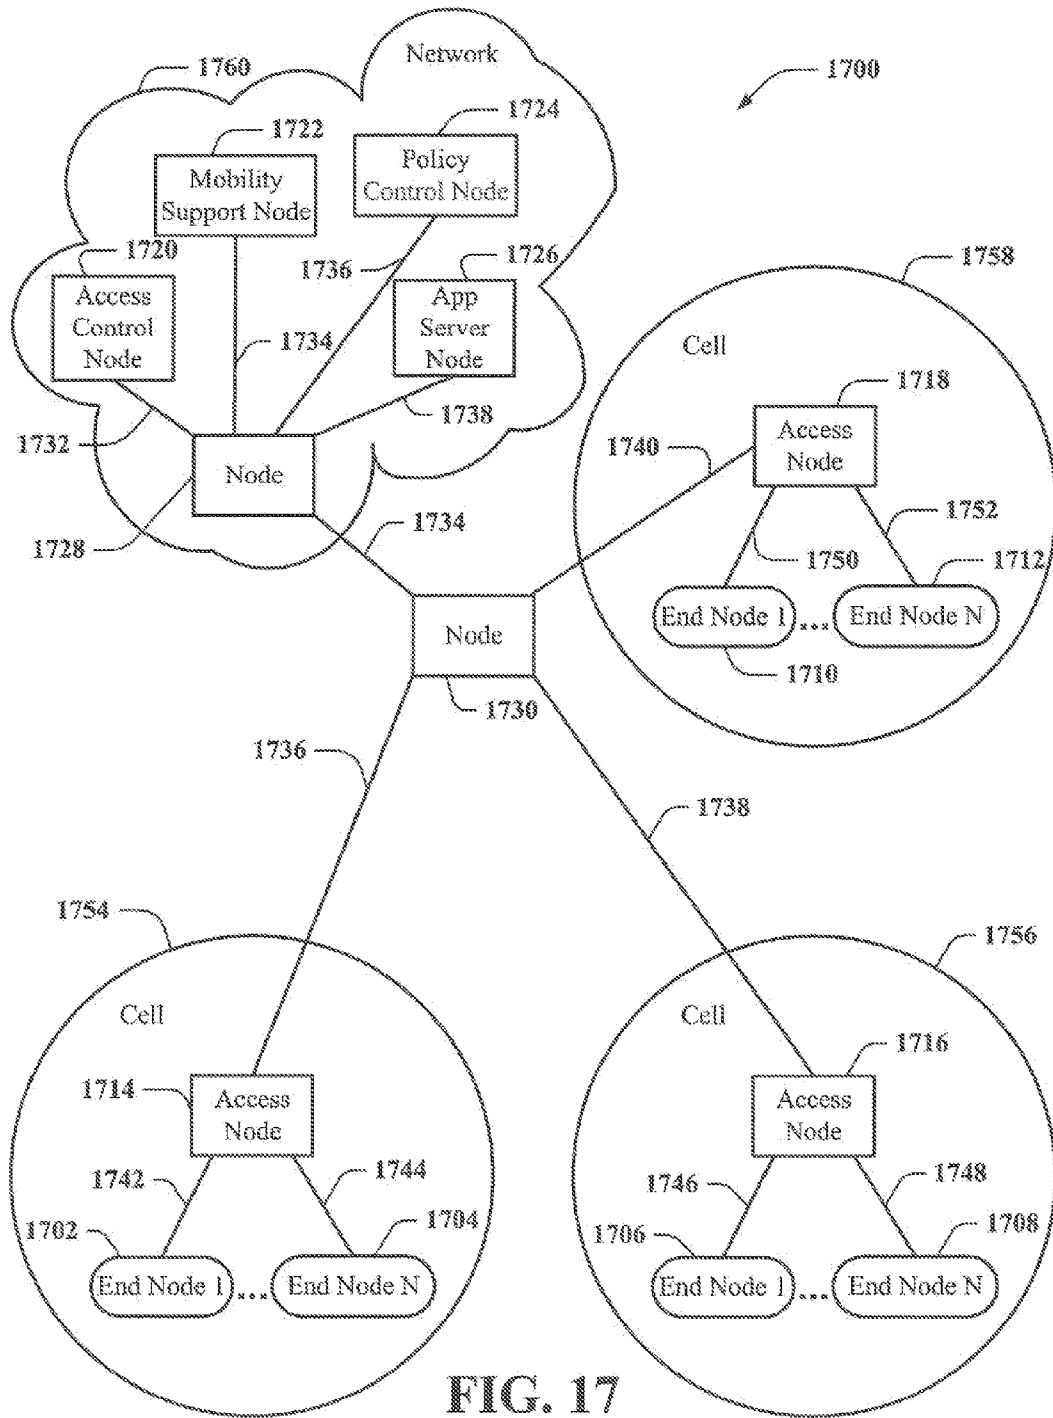 Network
1760
1700
1724
1722
Policy
Control Node
Mobility
Support Node
1720
1736
1726
1758
Access
Control
Node
App
Server
Node
1734
Cell
1718
1738
1732
1740
Access
Node
Node
1728
1734
1752
1750
1712
End Node 1
...
End Node N
Node
1710
1730
1736
1738
1754
1756
Cell
Cell
1714
Access
Node
1716
Access
Node
1742
1744
1746
1748
1702
1704
1706
1708
End Node 1
...
End Node N
End Node 1
...
End Node N
FIG. 17